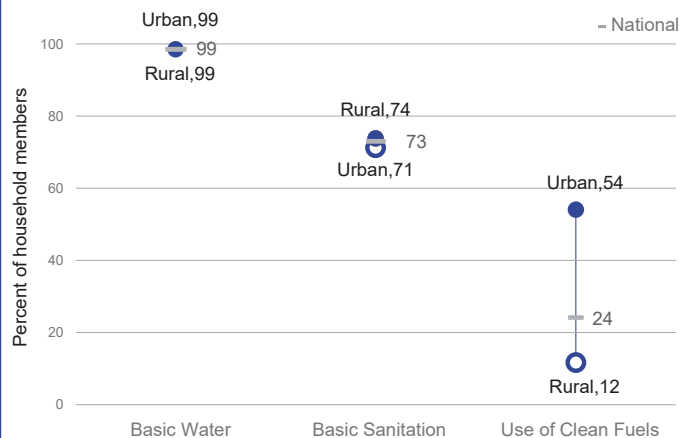 Urban,99
– National
100
99
Rural,99
Percent of household members
80
Rural,74
73
Urban,71
60
Urban,54
40
24
20
Rural,12
0
Basic Water
Basic Sanitation
Use of Clean Fuels